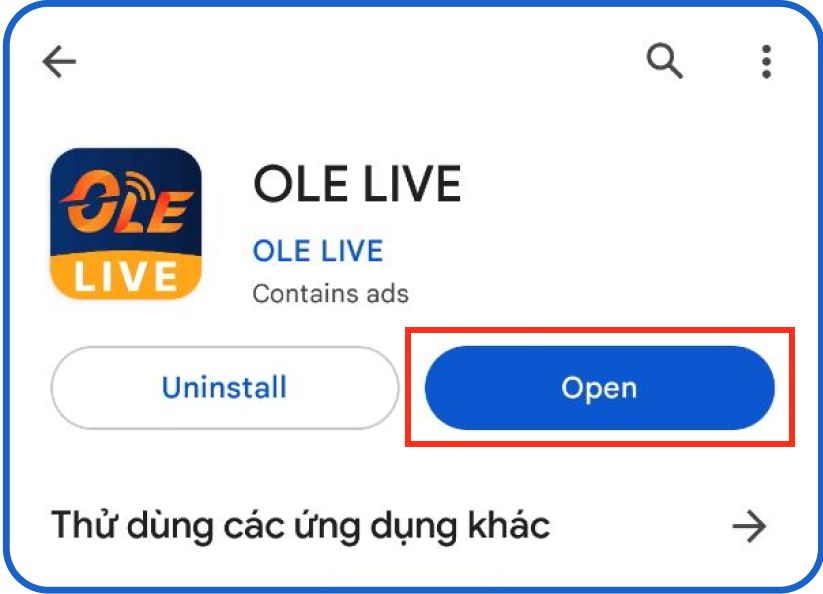 OLE
LIVE
OLE LIVE
OLE LIVE
Contains ads
Uninstall
Open
Thử dùng các ứng dụng khác